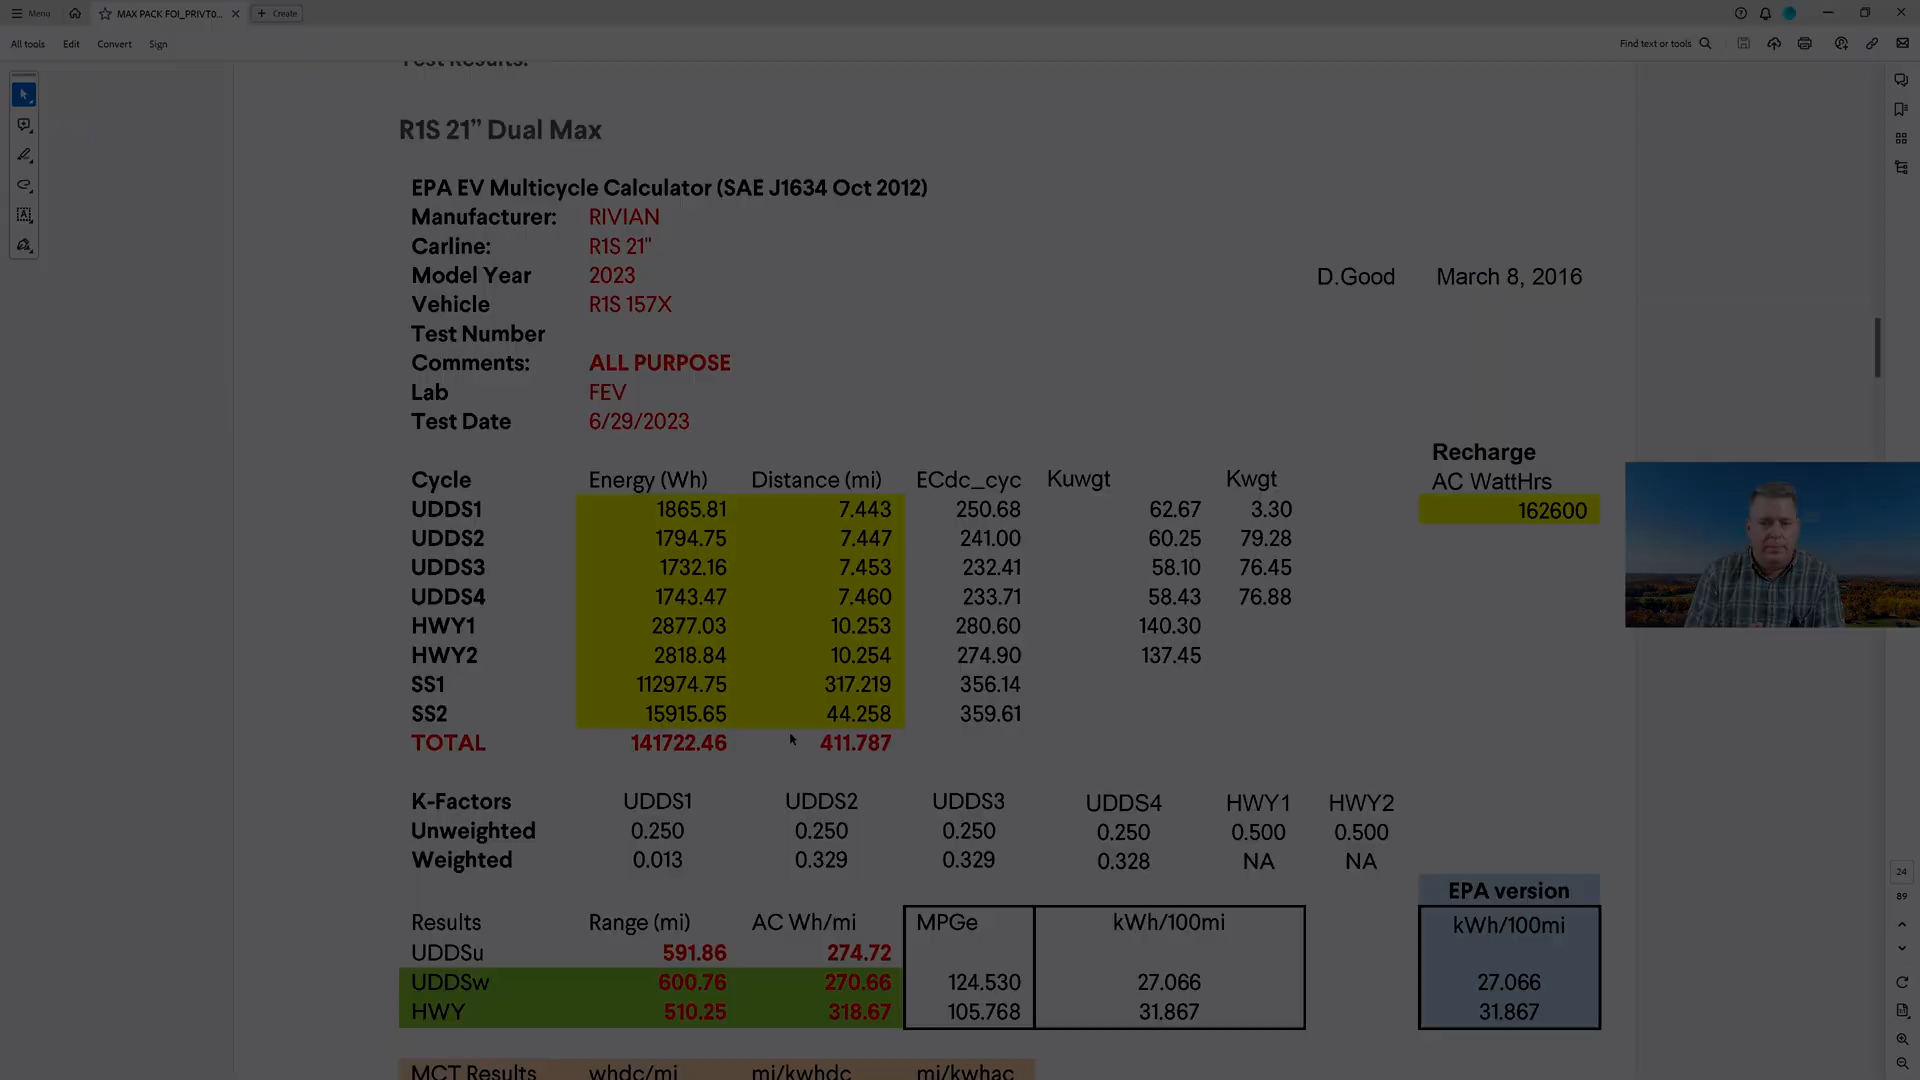 Menu
MAX PACK FOI_PRIVT0...
Create
All tools Edit Convert Sign
Find text or tools
Test Results:
R1S 21” Dual Max
EPA EV Multicycle Calculator (SAE J1634 Oct 2012)
Manufacturer: RIVIAN
Carline: R1S 21"
Model Year 2023 D.Good March 8, 2016
Vehicle R1S 157X
Test Number
Comments: ALL PURPOSE
Lab FEV
Test Date 6/29/2023
Recharge
Cycle Energy (Wh) Distance (mi) ECdc_cyc Kuwgt Kwgt AC WattHrs
UDDS1 1865.81 7.443 250.68 62.67 3.30 162600
UDDS2 1794.75 7.447 241.00 60.25 79.28
UDDS3 1732.16 7.453 232.41 58.10 76.45
UDDS4 1743.47 7.460 233.71 58.43 76.88
HWY1 2877.03 10.253 280.60 140.30
HWY2 2818.84 10.254 274.90 137.45
SS1 112974.75 317.219 356.14
SS2 15915.65 44.258 359.61
TOTAL 141722.46 411.787
K-Factors UDDS1 UDDS2 UDDS3 UDDS4 HWY1 HWY2
Unweighted 0.250 0.250 0.250 0.250 0.500 0.500
Weighted 0.013 0.329 0.329 0.328 NA NA
24
EPA version
89
Results Range (mi) AC Wh/mi MPGe kWh/100mi kWh/100mi
UDDSu 591.86 274.72
UDDSw 600.76 270.66 124.530 27.066 27.066
HWY 510.25 318.67 105.768 31.867 31.867
MCT Results whdc/mi mi/kwhdc mi/kwhac